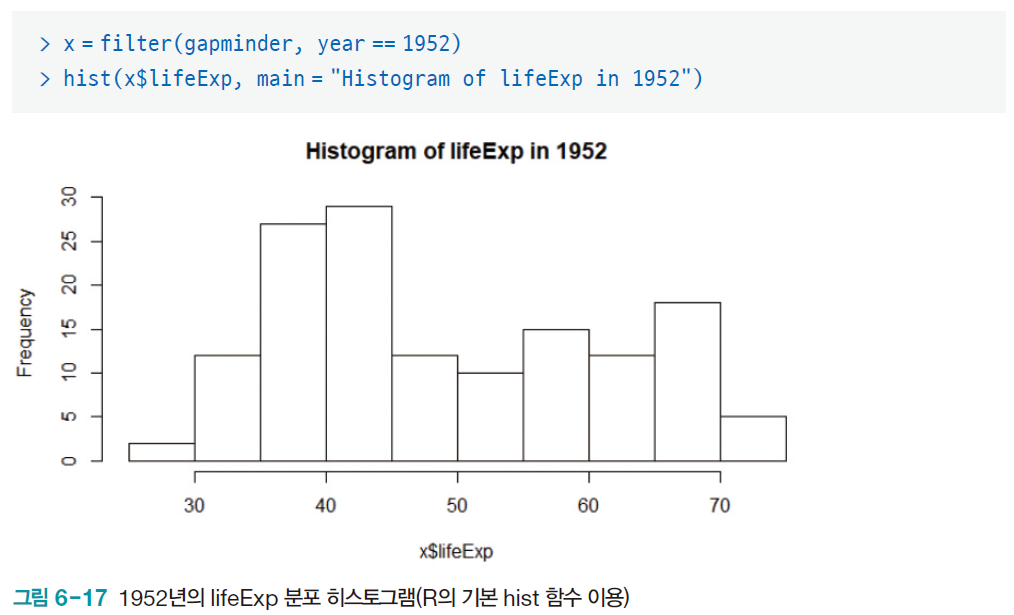 > x = filter(gapminder, year == 1952)
> hist(x$lifeExp, main = "Histogram of lifeExp in 1952")
Histogram of lifeExp in 1952
Frequency
30
25
20
15
10
5
0
30 40 50 60 70
x$lifeExp
그림 6-17 1952년의 lifeExp 분포 히스토그램(R의 기본 hist 함수 이용)